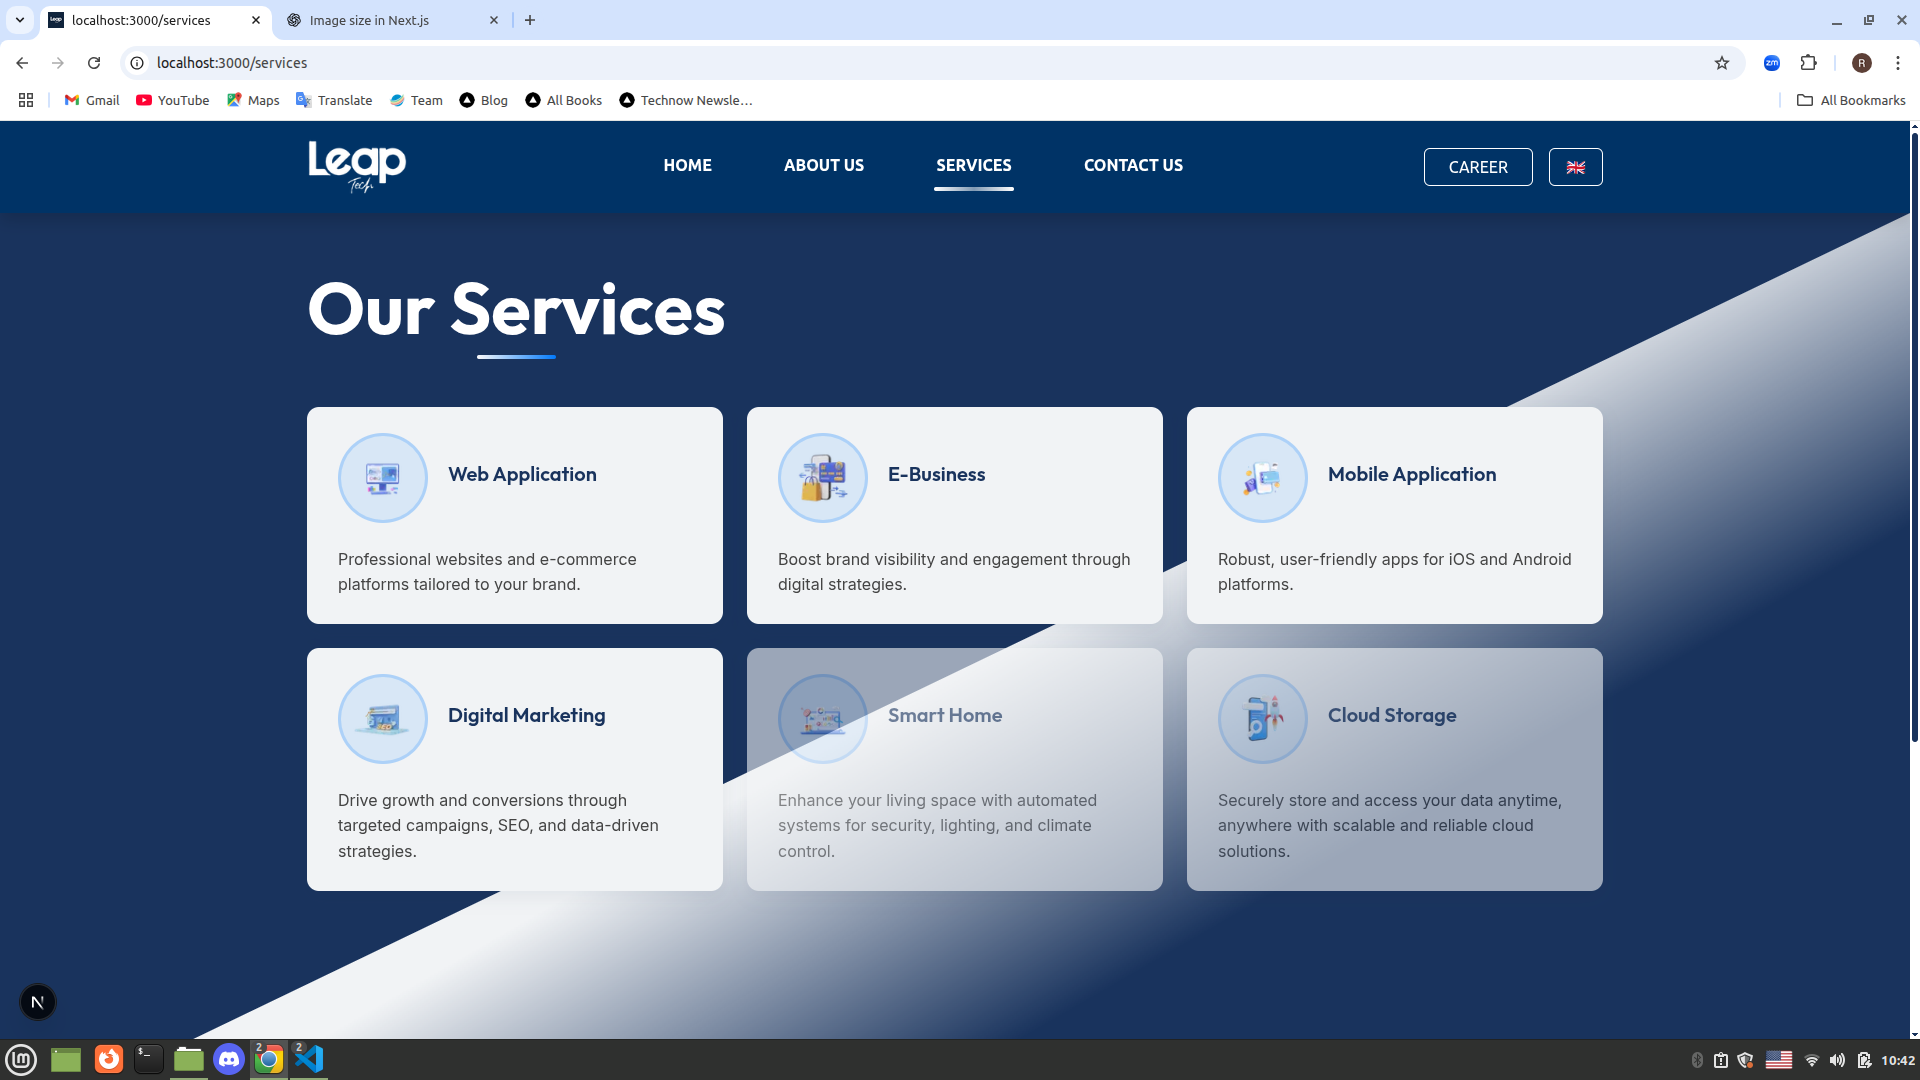 localhost:3000/services
Image size in Next.js
localhost:3000/services
zm
R
Gmail
YouTube
Maps
Translate
Team
Blog
All Books
Technow Newsle…
All Bookmarks
Leap
Tech
HOME
ABOUT US
SERVICES
CONTACT US
CAREER
Our Services
Web Application
Professional websites and e-commerce
platforms tailored to your brand.
E-Business
Boost brand visibility and engagement through
digital strategies.
Mobile Application
Robust, user-friendly apps for iOS and Android
platforms.
Digital Marketing
Drive growth and conversions through
targeted campaigns, SEO, and data-driven
strategies.
Smart Home
Enhance your living space with automated
systems for security, lighting, and climate
control.
Cloud Storage
Securely store and access your data anytime,
anywhere with scalable and reliable cloud
solutions.
N
2
2
10:42